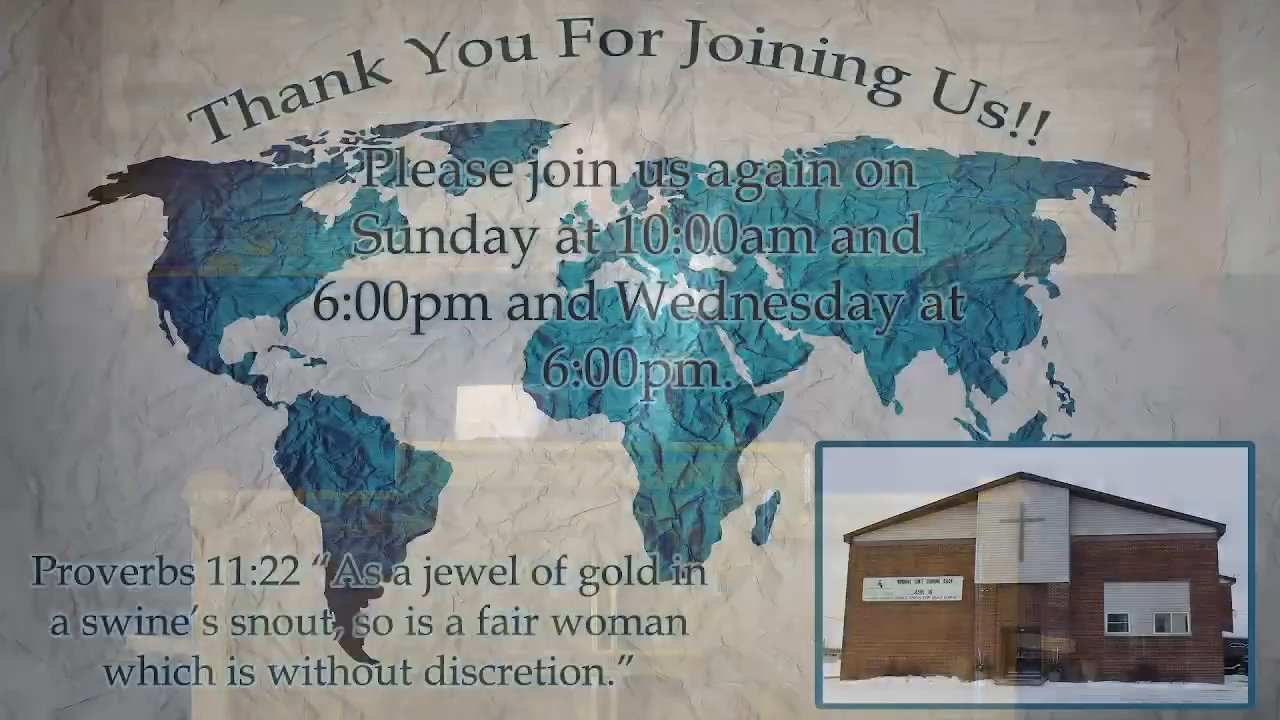 Thank You For Joining Us!!
Please join us again on
Sunday at 10:00am and
6:00pm and Wednesday at
6:00pm.
Proverbs 11:22 “As a jewel of gold in
a swine’s snout, so is a fair woman
which is without discretion.”